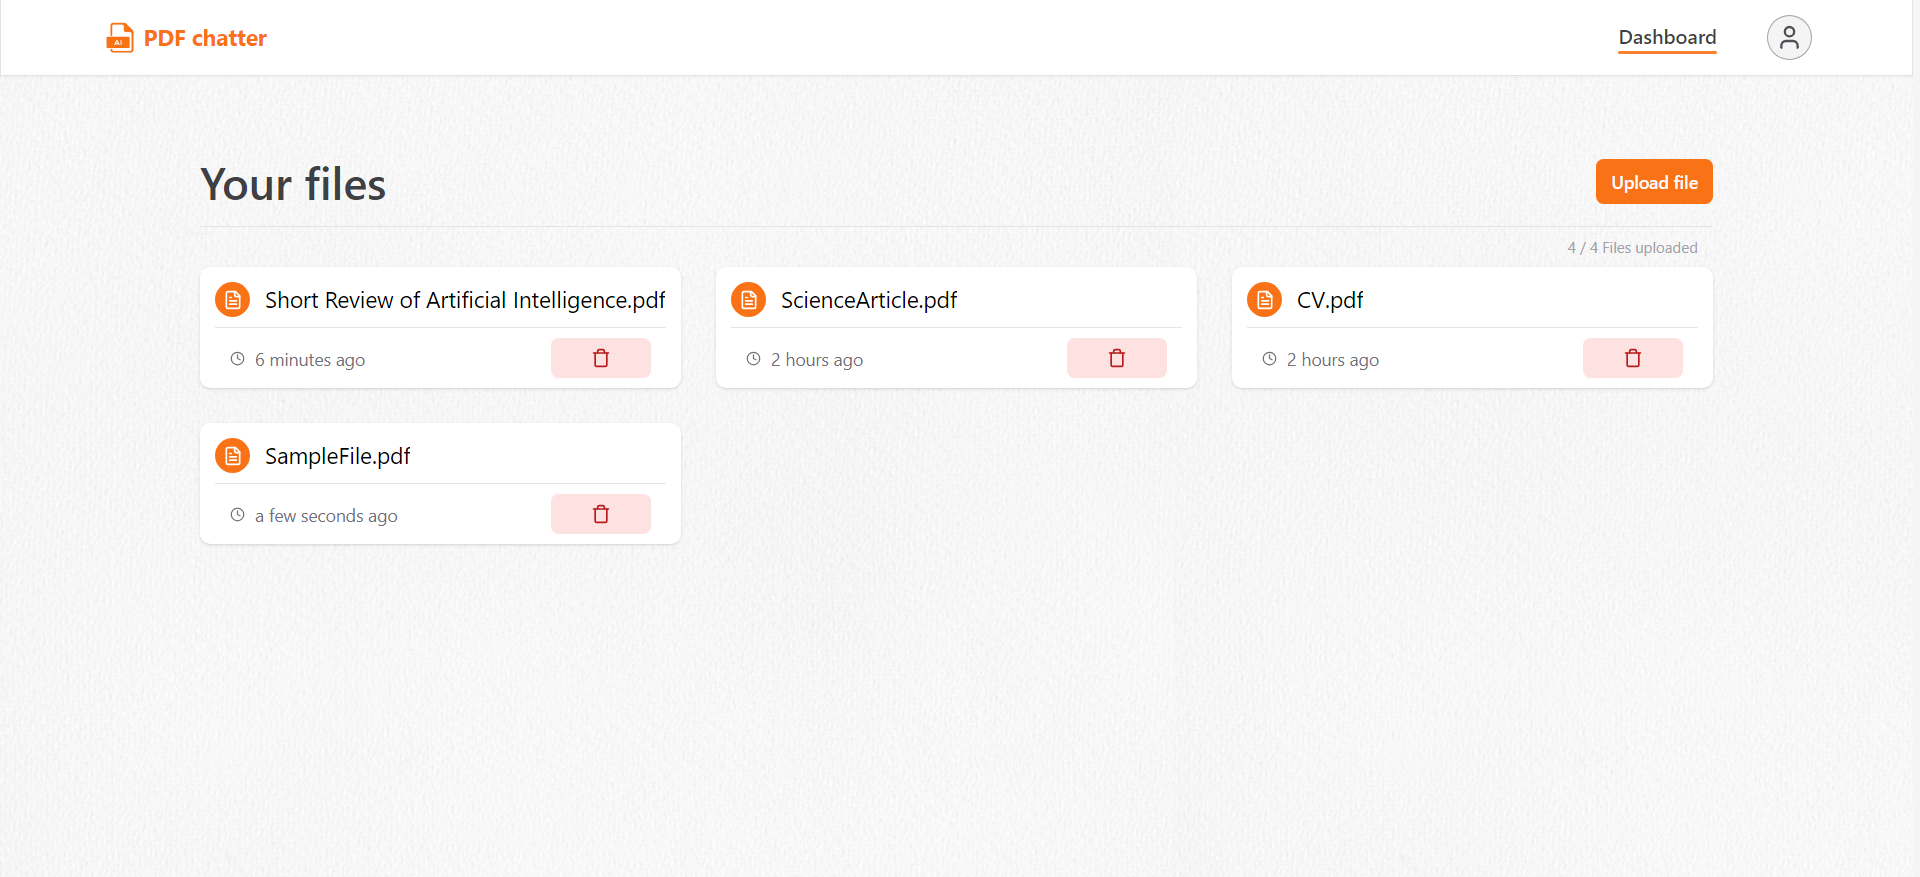 AI
PDF chatter
Dashboard
Your files
Upload file
4 / 4 Files uploaded
Short Review of Artificial Intelligence.pdf
6 minutes ago
ScienceArticle.pdf
2 hours ago
CV.pdf
2 hours ago
SampleFile.pdf
a few seconds ago